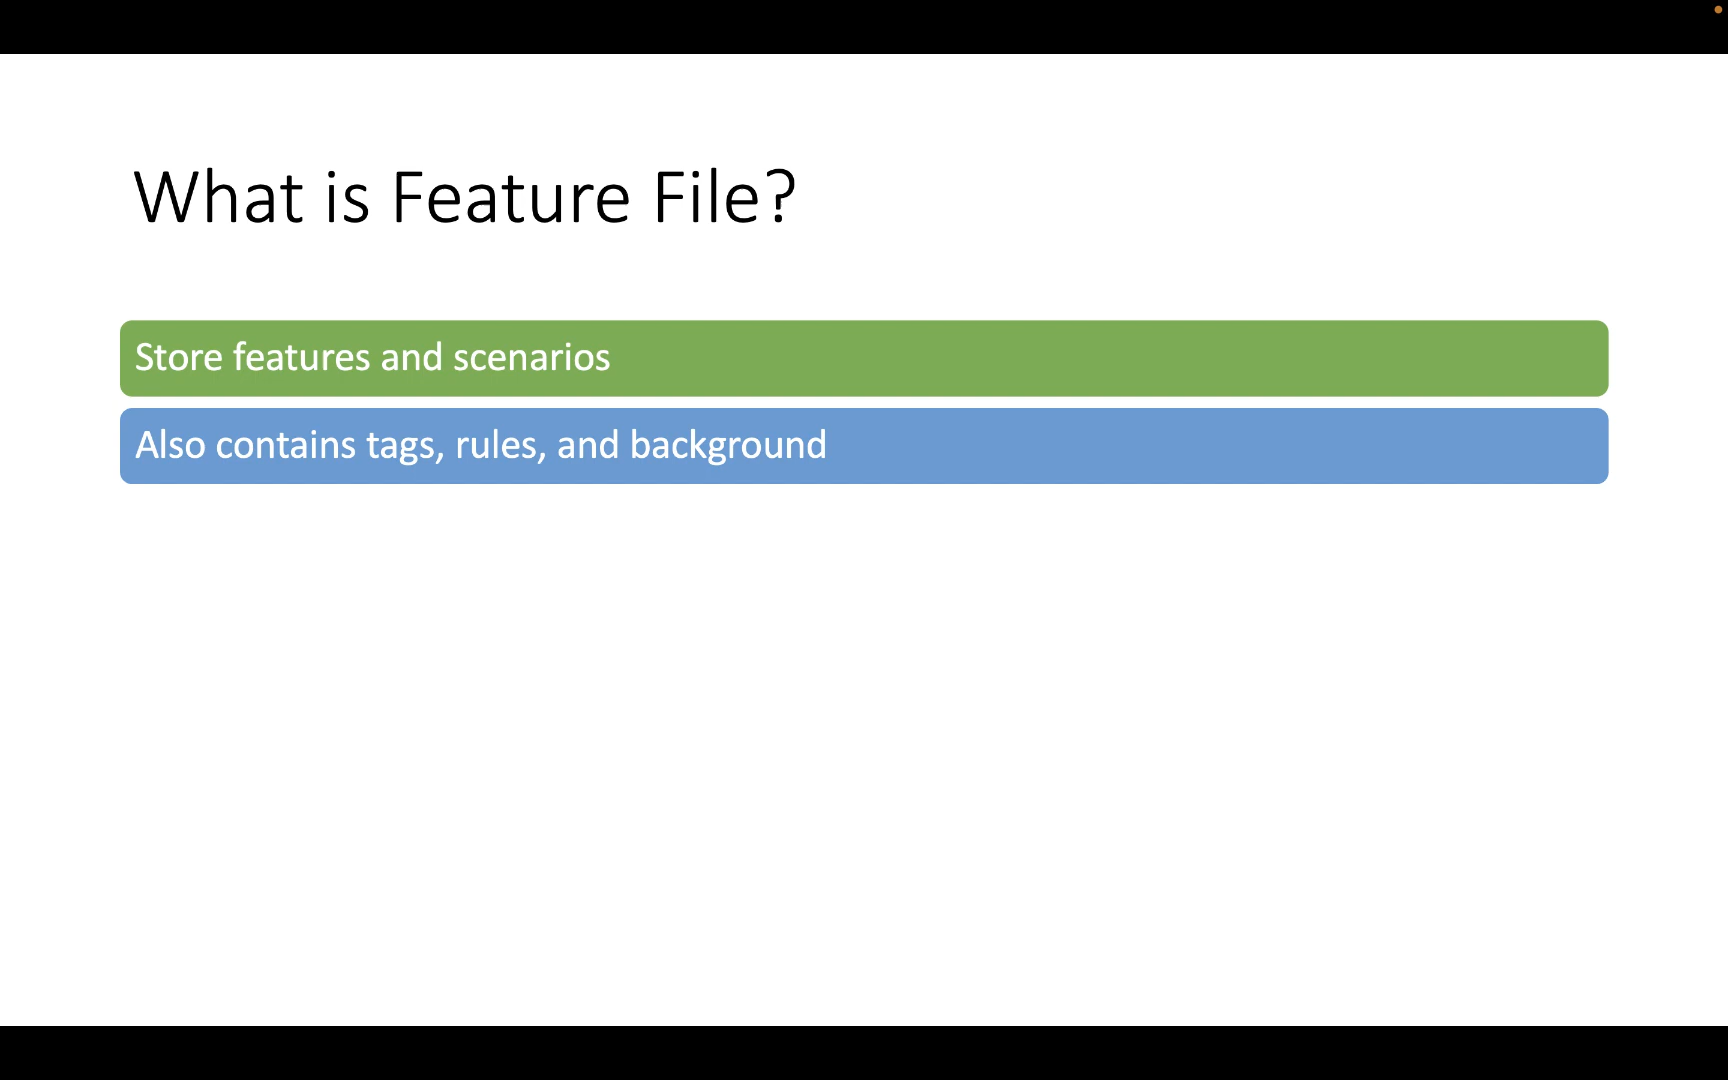 What is Feature File?
Store features and scenarios
Also contains tags, rules, and background